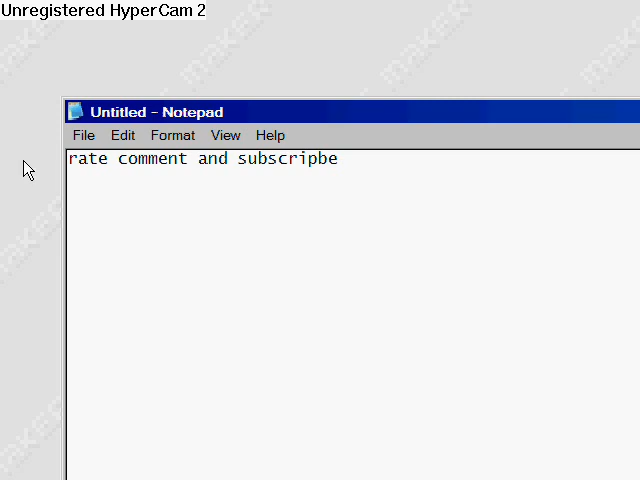 Unregistered HyperCam 2
Untitled - Notepad
File Edit Format View Help
rate comment and subscripbe